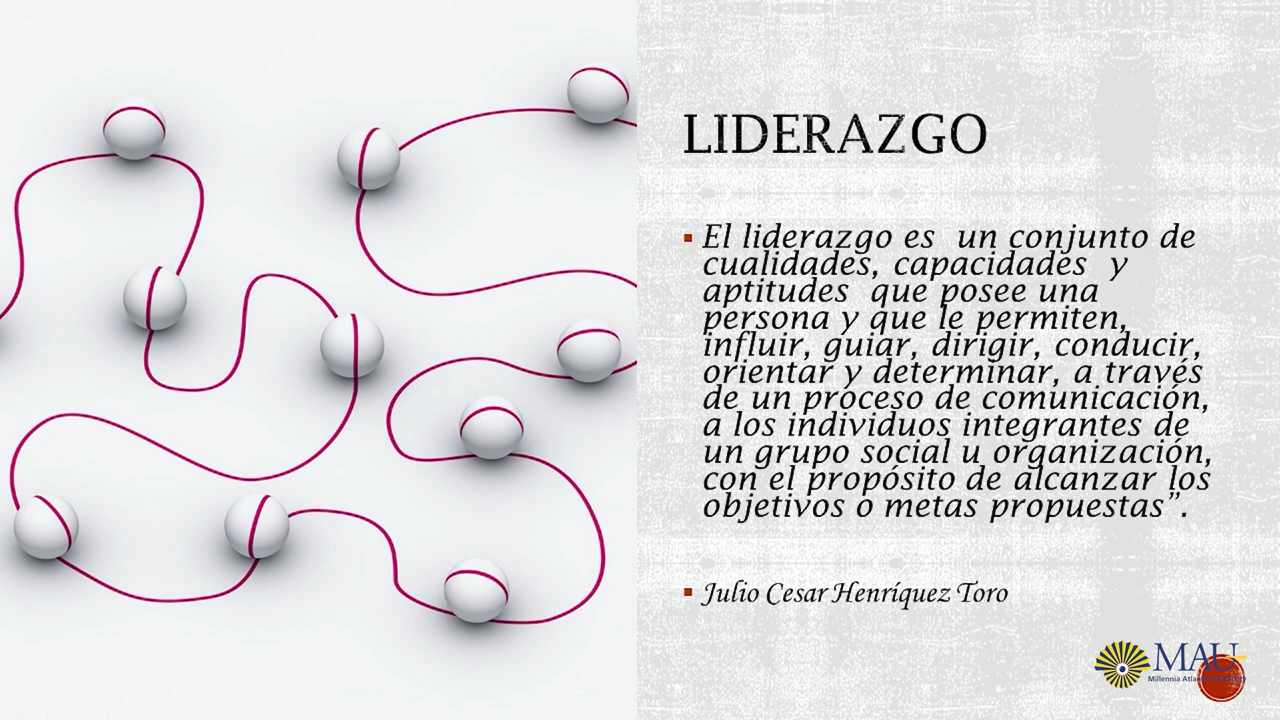 LIDERAZGO
El liderazgo es un conjunto de
cualidades, capacidades y
aptitudes que posee una
persona y que le permiten,
influir, guiar, dirigir, conducir,
orientar y determinar, a través
de un proceso de comunicación,
a los individuos integrantes de
un grupo social u organización,
con el propósito de alcanzar los
objetivos o metas propuestas”.
Julio Cesar Henríquez Toro
MAU
Millennia